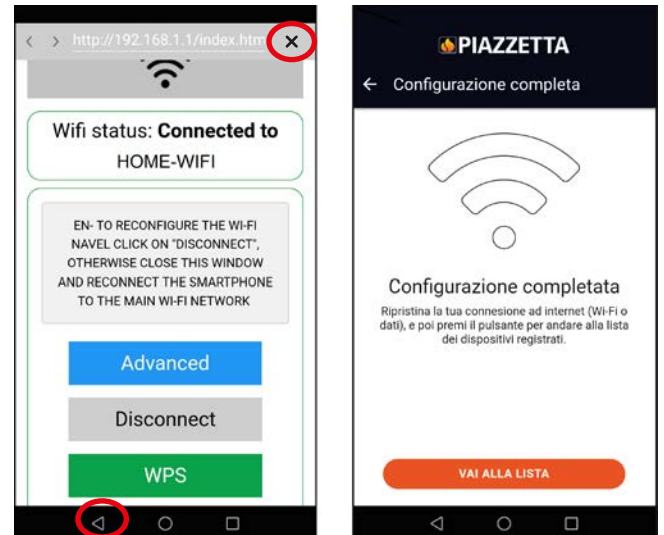 http://192.168.1.1/index.htm
Wifi status: Connected to
HOME-WIFI
EN- TO RECONFIGURE THE WI-FI
NAVEL CLICK ON "DISCONNECT",
OTHERWISE CLOSE THIS WINDOW
AND RECONNECT THE SMARTPHONE
TO THE MAIN WI-FI NETWORK
Advanced
Disconnect
WPS
PIAZZETTA
Configurazione completa
Configurazione completata
Ripristina la tua connesione ad internet (Wi-Fi o
dati), e poi premi il pulsante per andare alla lista
dei dispositivi registrati.
VAI ALLA LISTA